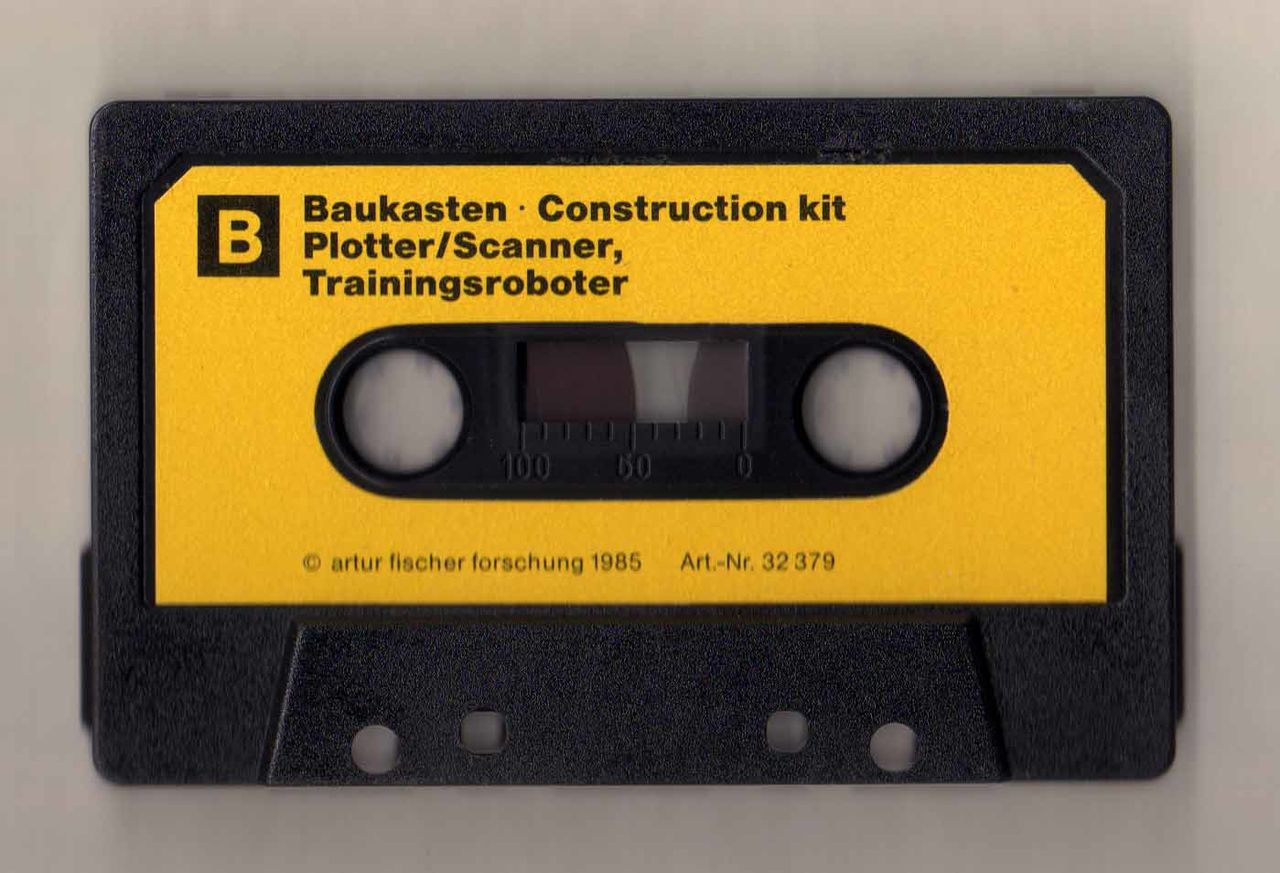 B
Baukasten · Construction kit
Plotter/Scanner,
Trainingsroboter
100 50 0
© artur fischer forschung 1985 Art.-Nr. 32 379